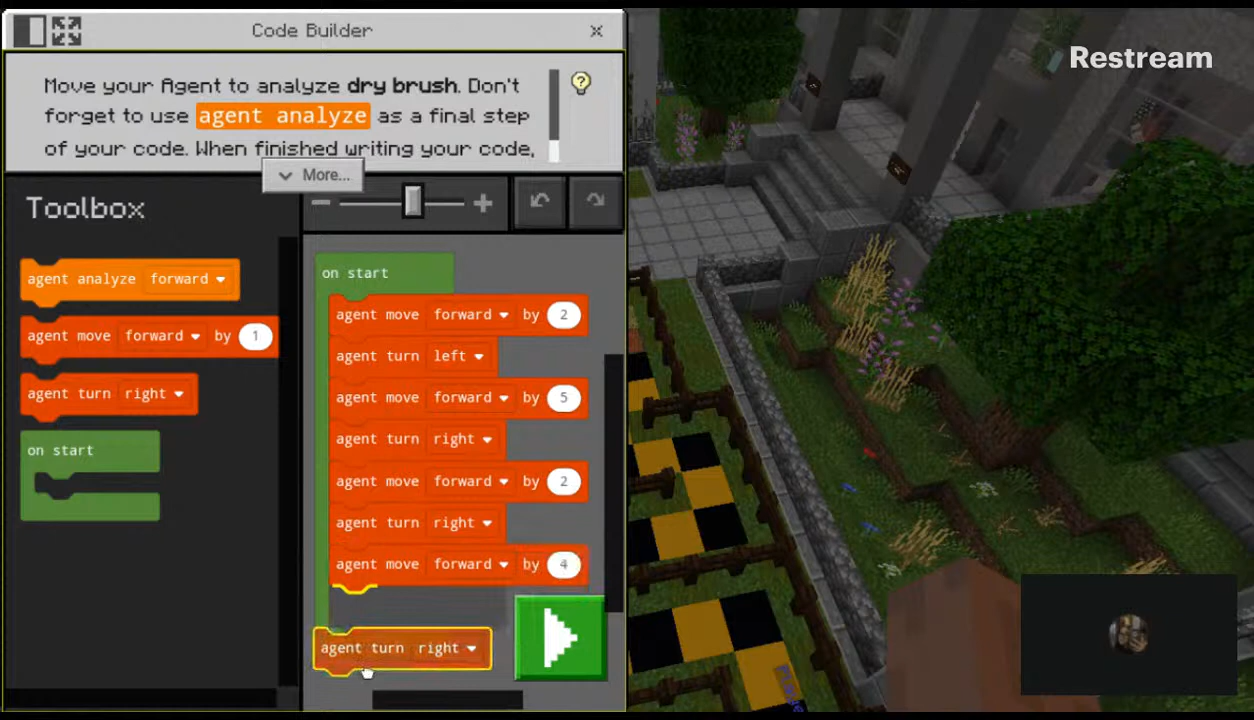 Code Builder
Restream
Move your Agent to analyze dry brush. Don't
forget to use agent analyze as a final step
of your code. When finished writing your code,
More...
Toolbox
agent analyze forward
agent move forward by 1
agent turn right
on start
on start
agent move forward by 2
agent turn left
agent move forward by 5
agent turn right
agent move forward by 2
agent turn right
agent move forward by 4
agent turn right